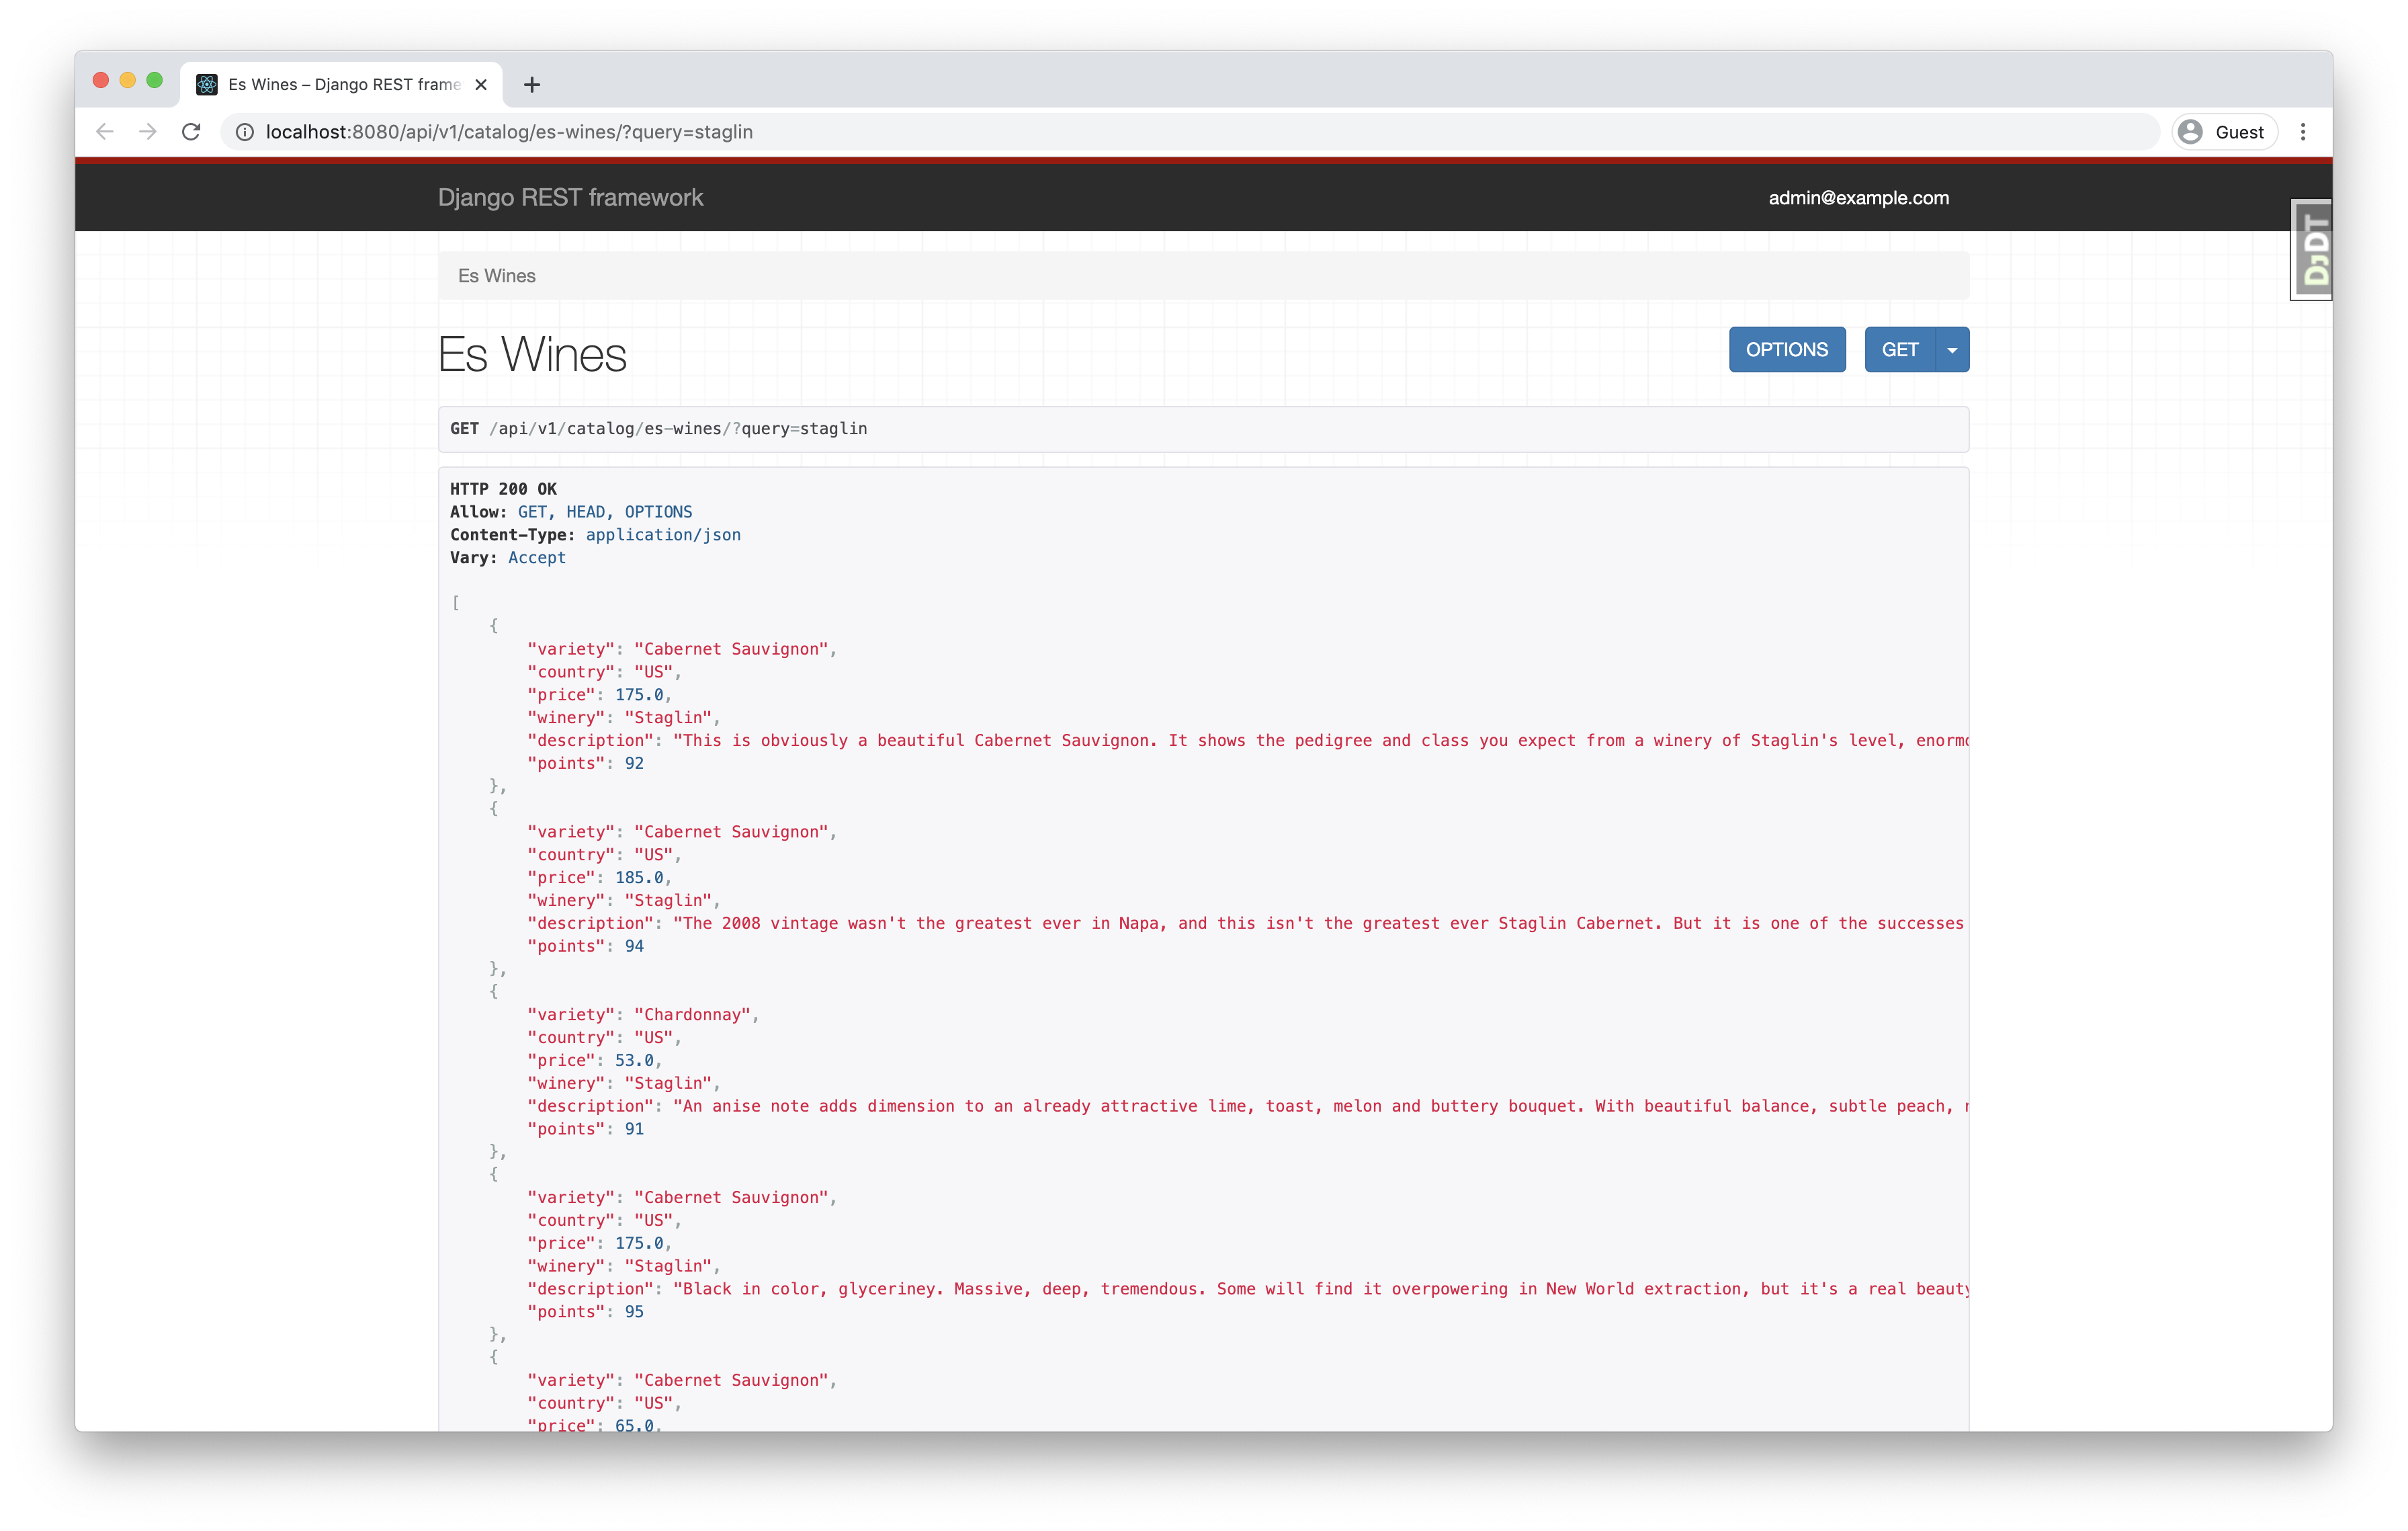 Es Wines – Django REST frame
localhost:8080/api/v1/catalog/es-wines/?query=staglin
Guest
Django REST framework
admin@example.com
DJDT
Es Wines
Es Wines
OPTIONS
GET
GET /api/v1/catalog/es-wines/?query=staglin
HTTP 200 OK
Allow: GET, HEAD, OPTIONS
Content-Type: application/json
Vary: Accept
[
{
"variety": "Cabernet Sauvignon",
"country": "US",
"price": 175.0,
"winery": "Staglin",
"description": "This is obviously a beautiful Cabernet Sauvignon. It shows the pedigree and class you expect from a winery of Staglin's level,
"points": 92
},
{
"variety": "Cabernet Sauvignon",
"country": "US",
"price": 185.0,
"winery": "Staglin",
"description": "The 2008 vintage wasn't the greatest ever in Napa, and this isn't the greatest ever Staglin Cabernet. But it is one of the successes
"points": 94
},
{
"variety": "Chardonnay",
"country": "US",
"price": 53.0,
"winery": "Staglin",
"description": "An anise note adds dimension to an already attractive lime, toast, melon and buttery bouquet. With beautiful balance, subtle peach,
"points": 91
},
{
"variety": "Cabernet Sauvignon",
"country": "US",
"price": 175.0,
"winery": "Staglin",
"description": "Black in color, glyceriney. Massive, deep, tremendous. Some will find it overpowering in New World extraction, but it's a real beauty
"points": 95
},
{
"variety": "Cabernet Sauvignon",
"country": "US",
"price": 65.0,